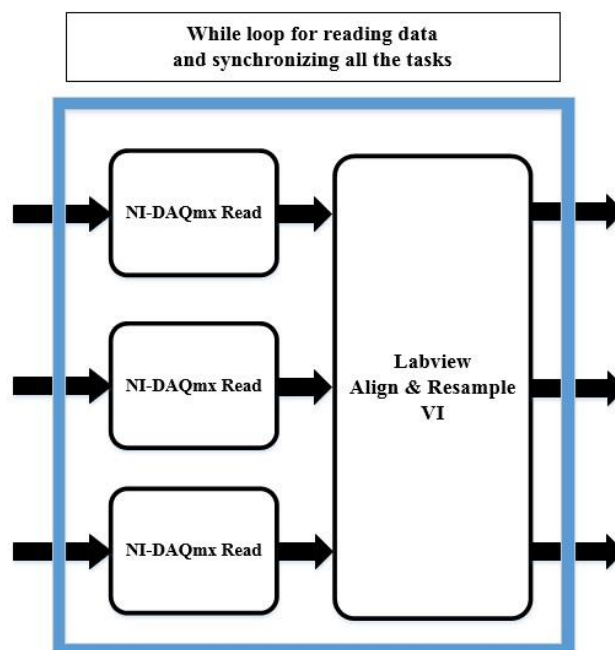 While loop for reading data
and synchronizing all the tasks
NI-DAQmx Read
NI-DAQmx Read
NI-DAQmx Read
Labview
Align & Resample
VI